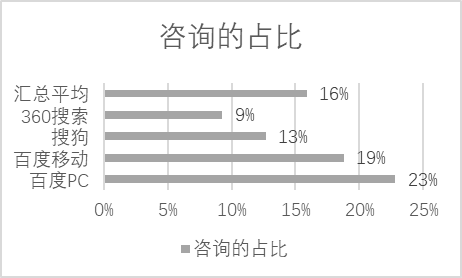 咨询的占比
汇总平均 16%
360搜索 9%
搜狗 13%
百度移动 19%
百度PC 23%
0% 5% 10% 15% 20% 25%
咨询的占比